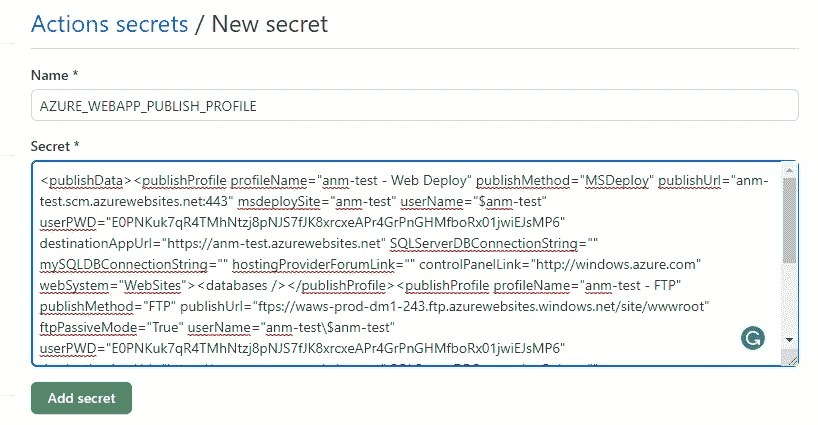 Actions secrets / New secret
Name *
AZURE_WEBAPP_PUBLISH_PROFILE
Secret *
<publishData><publishProfile profileName="anm-test - Web Deploy" publishMethod="MSDeploy" publishUrl="anm-
test.scm.azurewebsites.net:443" msdeploySite="anm-test" userName="$anm-test"
userPWD="E0PNKuk7qR4TMhNtzj8pNJS7fJK8xrcxeAPr4GrPnGHMfboRx01jwiEJsMP6"
destinationAppUrl="https://anm-test.azurewebsites.net" SQLServerDBConnectionString=""
mySQLDBConnectionString="" hostingProviderForumLink="" controlPanelLink="http://windows.azure.com"
webSystem="WebSites"><databases /></publishProfile><publishProfile profileName="anm-test - FTP"
publishMethod="FTP" publishUrl="ftps://waws-prod-dm1-243.ftp.azurewebsites.windows.net/site/wwwroot"
ftpPassiveMode="True" userName="anm-test\$anm-test"
userPWD="E0PNKuk7qR4TMhNtzj8pNJS7fJK8xrcxeAPr4GrPnGHMfboRx01jwiEJsMP6"
Add secret